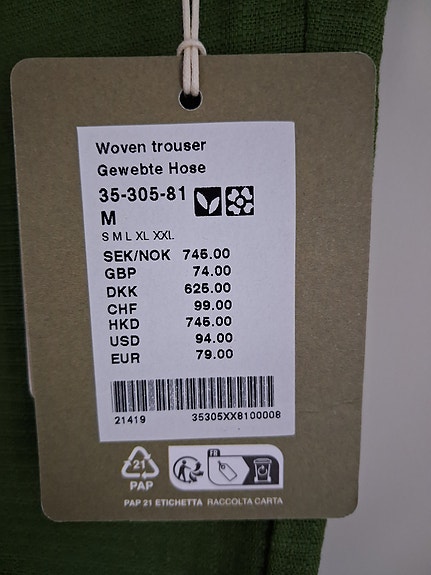 Woven trouser
Gewebte Hose
35-305-81
M
S M L XL XXL
SEK/NOK 745.00
GBP 74.00
DKK 625.00
CHF 99.00
HKD 745.00
USD 94.00
EUR 79.00
21419 35305XX8100008
21
PAP
FR
PAP 21 ETICHETTA RACCOLTA CARTA